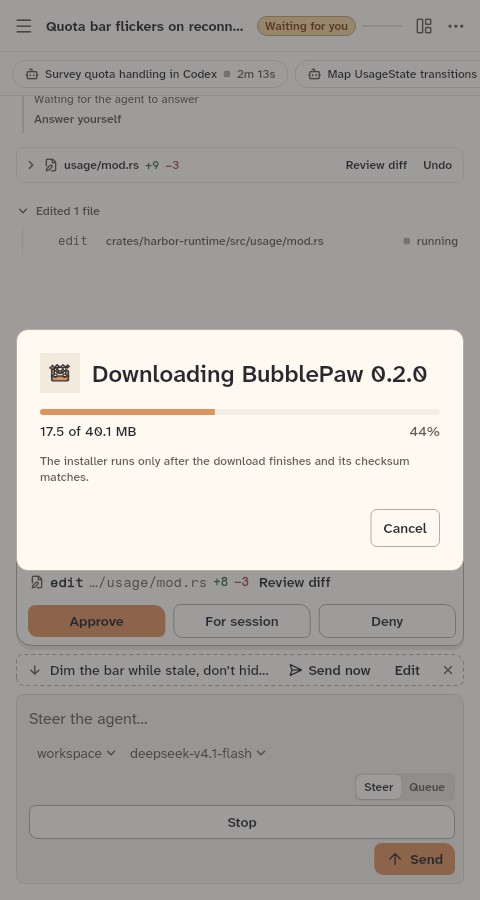 Quota bar flickers on reconn...
Waiting for you
Survey quota handling in Codex 2m 13s
Map UsageState transitions
Waiting for the agent to answer
Answer yourself
usage/mod.rs +9 −3 Review diff Undo
Edited 1 file
edit crates/harbor-runtime/src/usage/mod.rs running
Downloading BubblePaw 0.2.0
17.5 of 40.1 MB 44%
The installer runs only after the download finishes and its checksum
matches.
Cancel
edit …/usage/mod.rs +8 −3 Review diff
Approve For session Deny
Dim the bar while stale, don't hid... Send now Edit
Steer the agent...
workspace deepseek-v4.1-flash
Steer Queue
Stop
Send